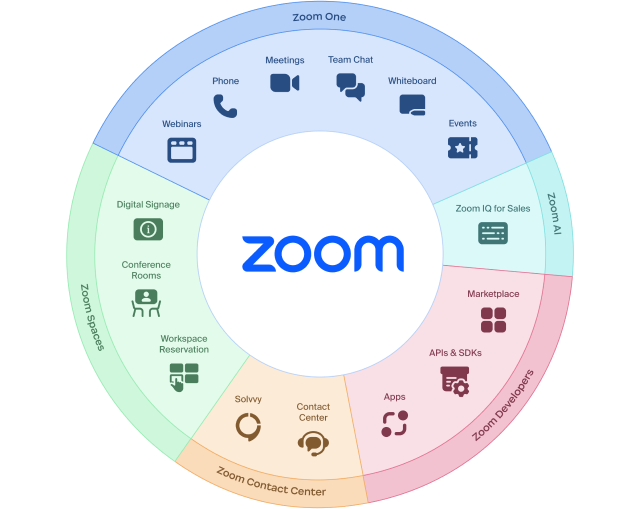 Zoom One
Meetings
Team Chat
Phone
Whiteboard
Webinars
Events
Zoom AI
Zoom IQ for Sales
Digital Signage
zoom
Conference
Rooms
Zoom Spaces
Workspace
Reservation
Marketplace
APIs & SDKs
Apps
Zoom Developers
Solvvy
Contact
Center
Zoom Contact Center